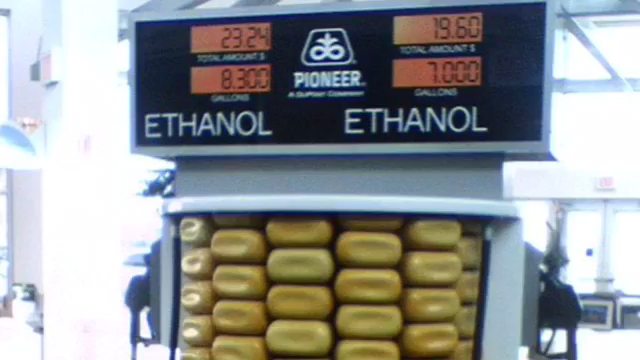 23.24
TOTAL AMOUNT $
8.300
GALLONS
ETHANOL
PIONEER
A DUPONT COMPANY
19.60
TOTAL AMOUNT $
7.000
GALLONS
ETHANOL